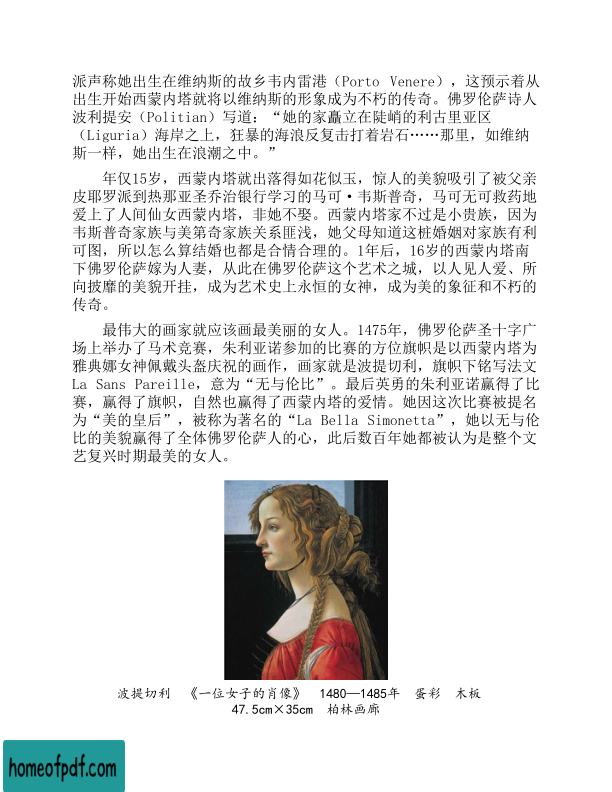 派声称她出生在维纳斯的故乡韦内雷港（Porto Venere），这预示着从
出生开始西蒙内塔就将以维纳斯的形象成为不朽的传奇。佛罗伦萨诗人
波利提安（Politian）写道：“她的家矗立在陡峭的利古里亚区
（Liguria）海岸之上，狂暴的海浪反复击打着岩石……那里，如维纳
斯一样，她出生在浪潮之中。”
年仅15岁，西蒙内塔就出落得如花似玉，惊人的美貌吸引了被父亲
皮耶罗派到热那亚圣乔治银行学习的马可·韦斯普奇，马可无可救药地
爱上了人间仙女西蒙内塔，非她不娶。西蒙内塔家不过是小贵族，因为
韦斯普奇家族与美第奇家族关系匪浅，她父母知道这桩婚姻对家族有利
可图，所以怎么算结婚也都是合情合理的。1年后，16岁的西蒙内塔南
下佛罗伦萨嫁为人妻，从此在佛罗伦萨这个艺术之城，以人见人爱、所
向披靡的美貌开挂，成为艺术史上永恒的女神，成为美的象征和不朽的
传奇。
最伟大的画家就应该画最美丽的女人。1475年，佛罗伦萨圣十字广
场上举办了马术竞赛，朱利亚诺参加的比赛的方位旗帜是以西蒙内塔为
雅典娜女神佩戴头盔庆祝的画作，画家就是波提切利，旗帜下铭写法文
La Sans Pareille，意为“无与伦比”。最后英勇的朱利亚诺赢得了比
赛，赢得了旗帜，自然也赢得了西蒙内塔的爱情。她因这次比赛被提名
为“美的皇后”，被称为著名的“La Bella Simonetta”，她以无与伦
比的美貌赢得了全体佛罗伦萨人的心，此后数百年她都被认为是整个文
艺复兴时期最美的女人。
波提切利 《一位女子的肖像》 1480—1485年 蛋彩 木板
47.5cm×35cm 柏林画廊
homeofpdf.com